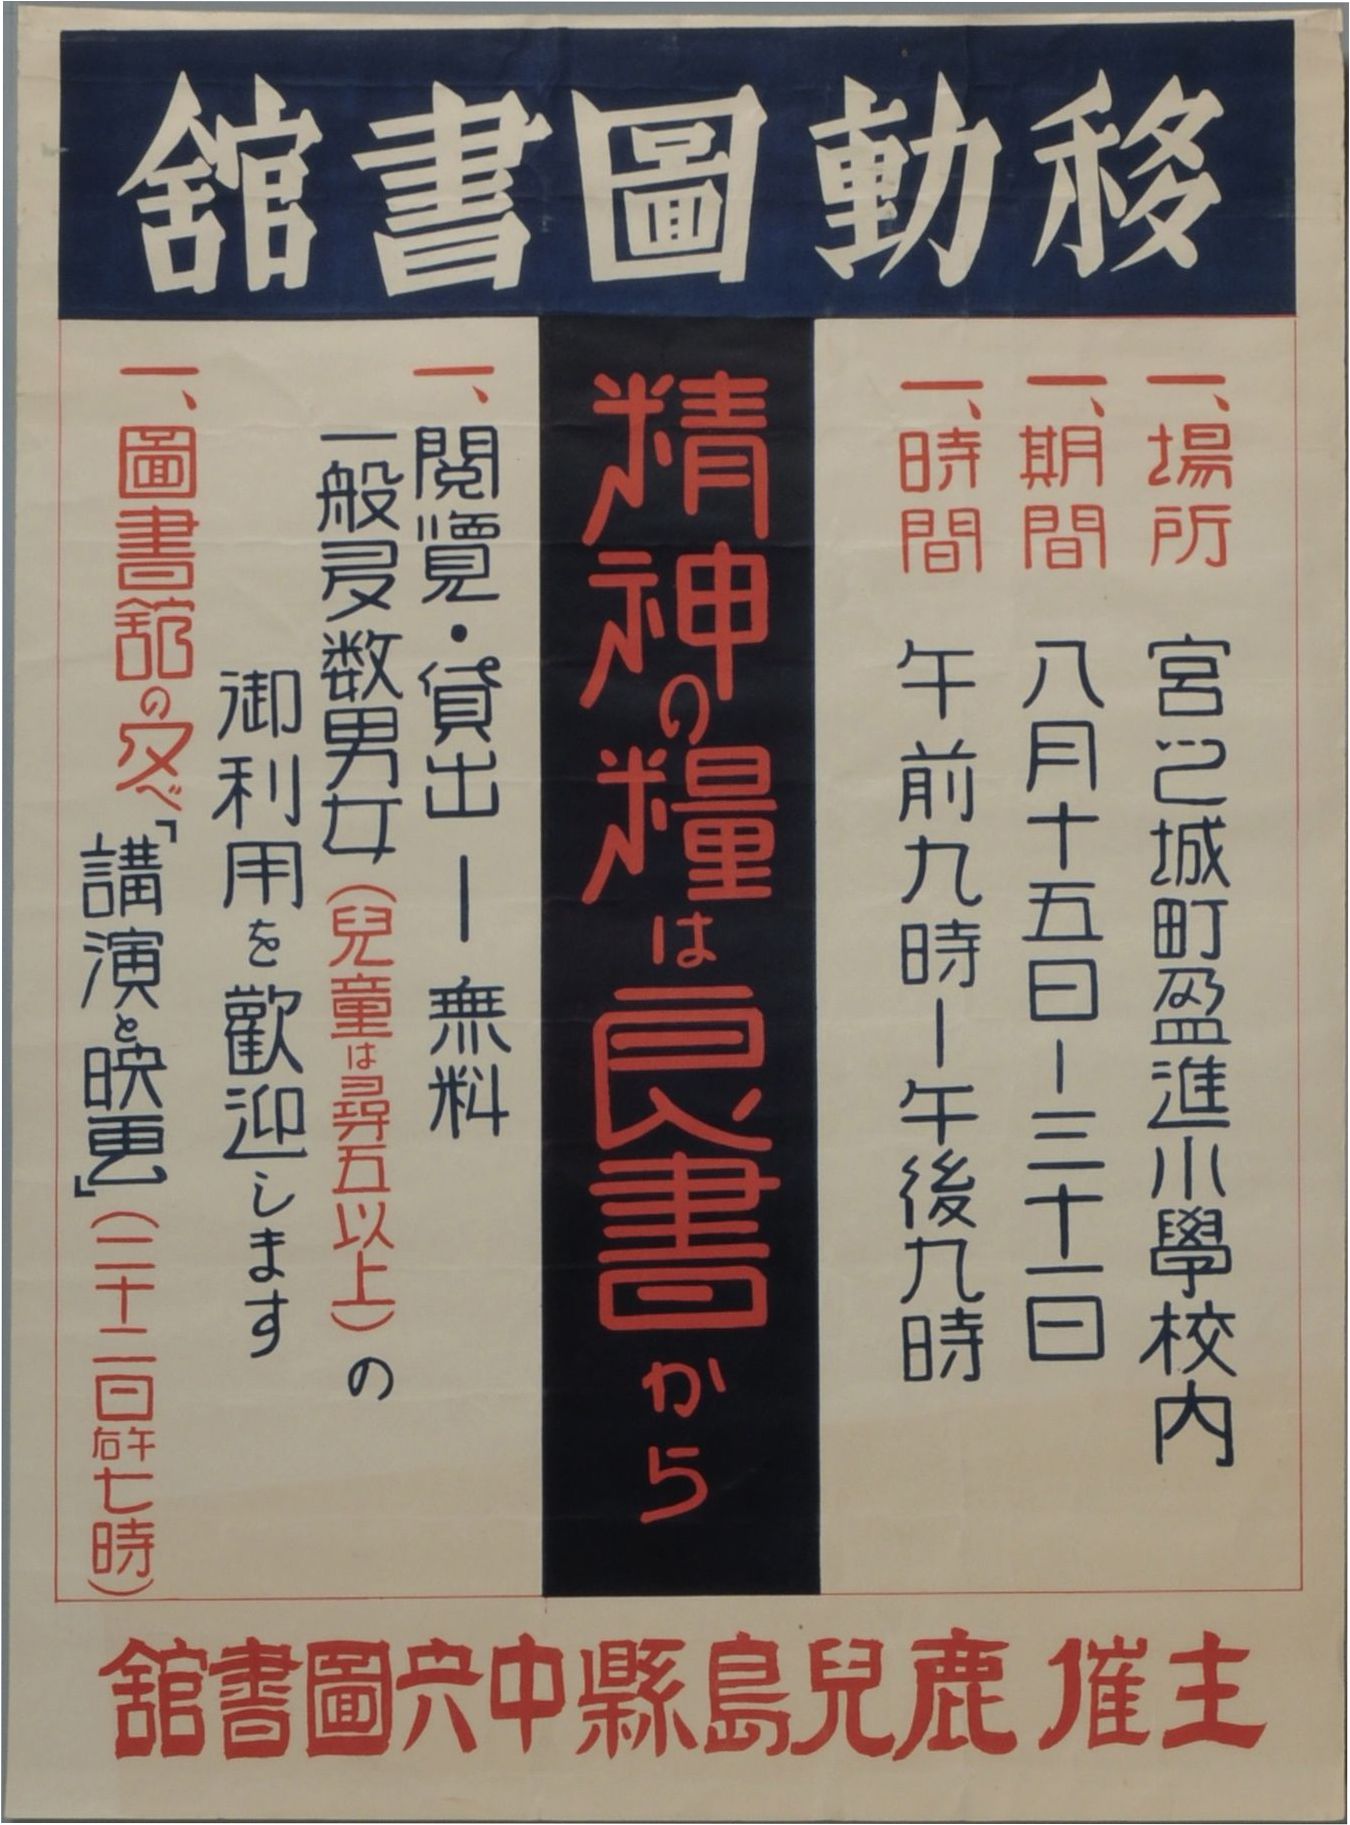 移動圖書館
一、場所 宮之城町盈進小學校内
一、期間 八月十五日ー三十一日
一、時間 午前九時ー午後九時
精神の糧は良書から
一、閲覽・貸出ー無料
一般多数男女(兒童は尋五以上)の
御利用を歡迎します
一、圖書館の夕べ「講演と映画」(二十二日午后七時)
主催 鹿兒島縣中央圖書館